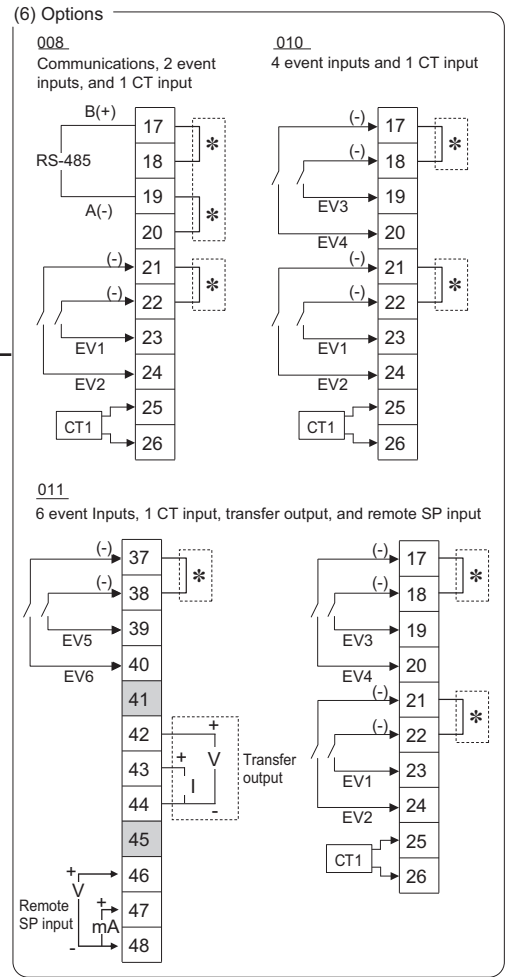 (6) Options
008
Communications, 2 event
inputs, and 1 CT input
B(+)
RS-485
A(-)
17
*
18
19
*
20
(-)
21
*
(-)
22
EV1
23
EV2
24
CT1
25
26
010
4 event inputs and 1 CT input
(-)
17
*
(-)
18
EV3
19
EV4
20
(-)
21
*
(-)
22
EV1
23
EV2
24
CT1
25
26
011
6 event Inputs, 1 CT input, transfer output, and remote SP input
(-)
37
*
(-)
38
EV5
39
EV6
40
41
42
+
V
43
+
I
Transfer
output
44
-
45
+
46
V
Remote
SP input
+
47
mA
-
48
(-)
17
*
(-)
18
EV3
19
EV4
20
(-)
21
*
(-)
22
EV1
23
EV2
24
CT1
25
26